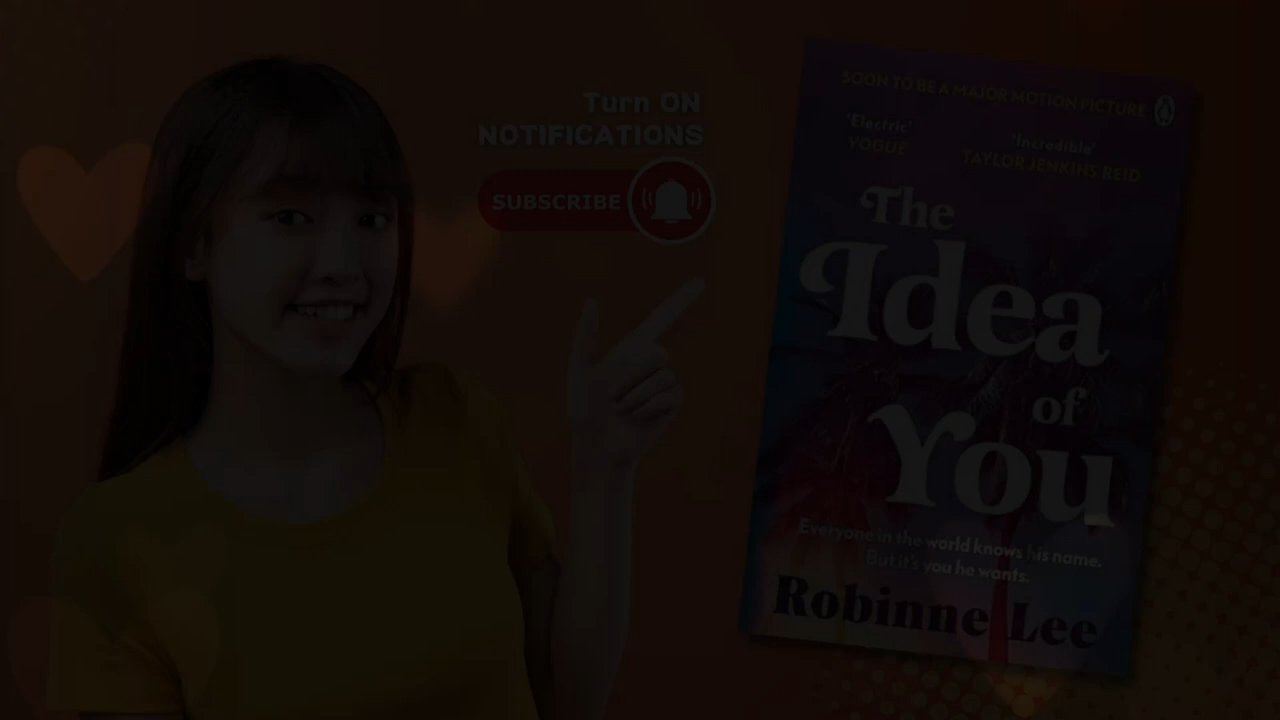 Turn ON
NOTIFICATIONS
SUBSCRIBE
SOON TO BE A MAJOR MOTION PICTURE
'Electric'
VOGUE
'Incredible'
TAYLOR JENKINS REID
The
Idea
of
You
Everyone in the world knows his name.
But it's you he wants.
Robinne Lee